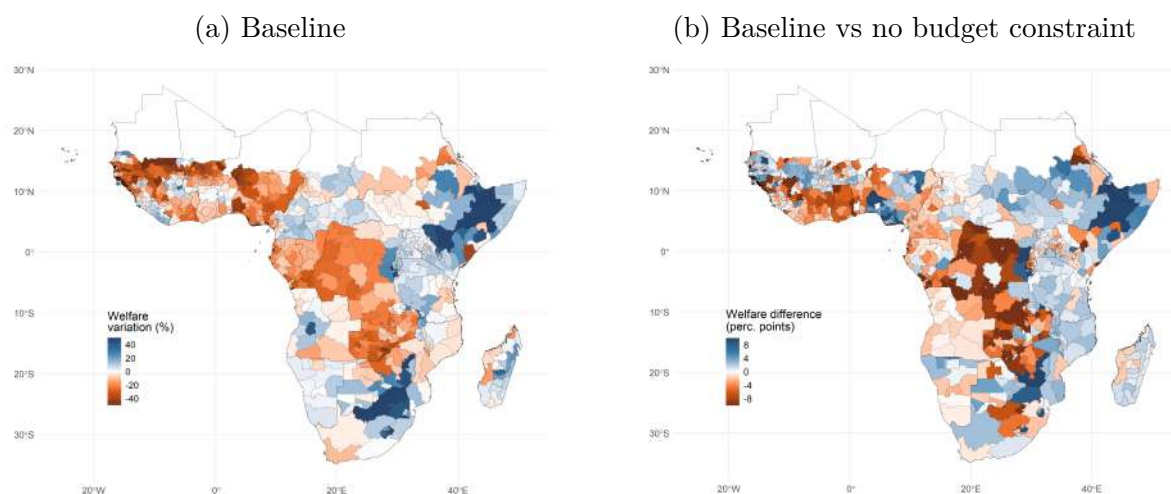 (a) Baseline
30°N
20°N
10°N
0°
10°S
20°S
30°S
Welfare
variation (%)
40
20
0
-20
-40
20°W
0°
20°E
40°E
(b) Baseline vs no budget constraint
30°N
20°N
10°N
0°
10°S
20°S
30°S
Welfare difference
(perc. points)
8
4
0
-4
-8
20°W
0°
20°E
40°E